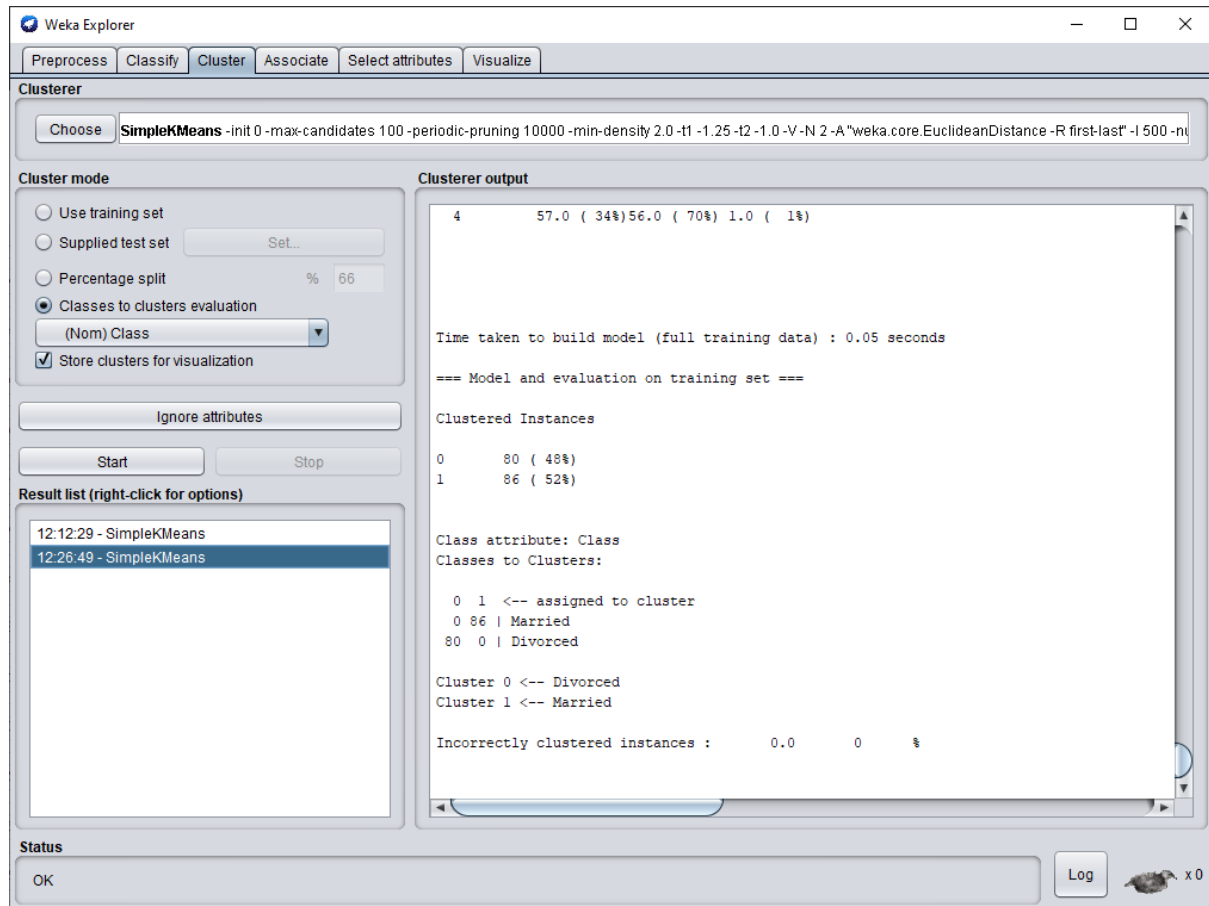 Weka Explorer
Preprocess Classify Cluster Associate Select attributes Visualize
Clusterer
Choose SimpleKMeans -init 0 -max-candidates 100 -periodic-pruning 10000 -min-density 2.0 -t1 -1.25 -t2 -1.0 -V -N 2 -A "weka.core.EuclideanDistance -R first-last" -I 500 -nu
Cluster mode
Use training set
Supplied test set Set...
Percentage split % 66
Classes to clusters evaluation
(Nom) Class
Store clusters for visualization
Ignore attributes
Start Stop
Result list (right-click for options)
12:12:29 - SimpleKMeans
12:26:49 - SimpleKMeans
Clusterer output
4 57.0 ( 34%)56.0 ( 70%) 1.0 ( 1%)
Time taken to build model (full training data) : 0.05 seconds
=== Model and evaluation on training set ===
Clustered Instances
0 80 ( 48%)
1 86 ( 52%)
Class attribute: Class
Classes to Clusters:
0 1 <-- assigned to cluster
0 86 | Married
80 0 | Divorced
Cluster 0 <-- Divorced
Cluster 1 <-- Married
Incorrectly clustered instances : 0.0 0 %
Status
OK
Log
x 0